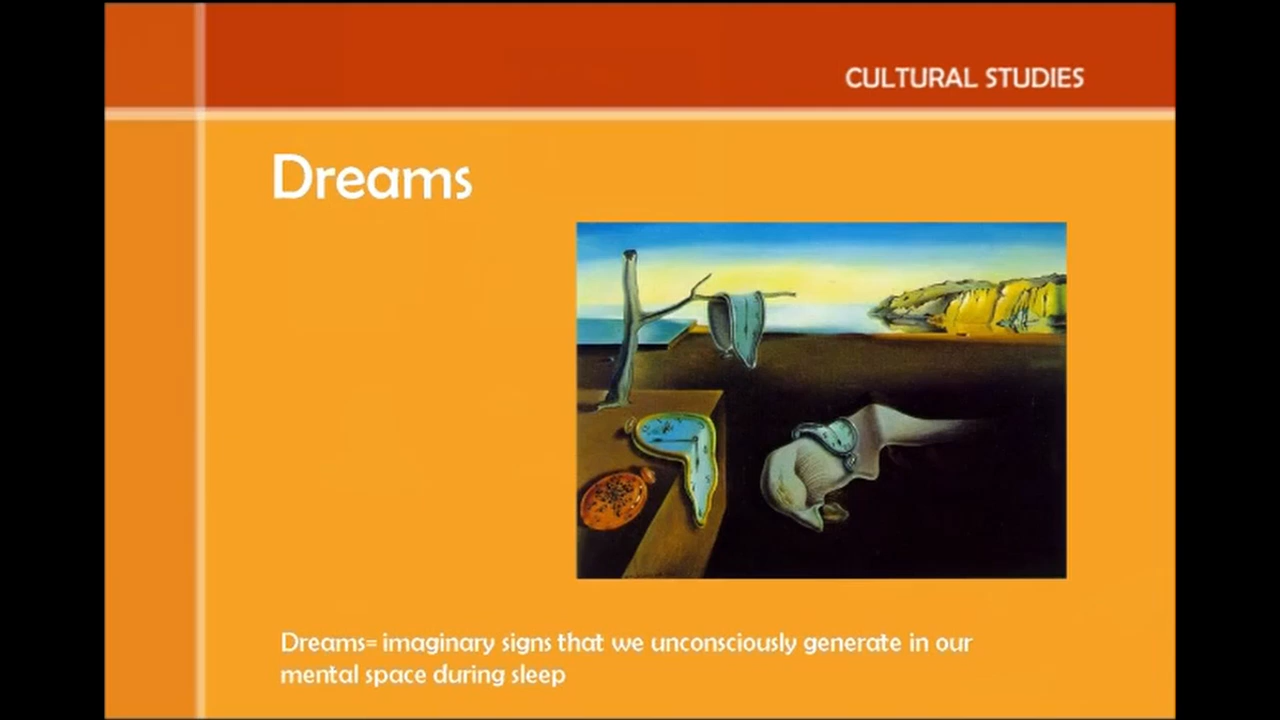 CULTURAL STUDIES
Dreams
Dreams= imaginary signs that we unconsciously generate in our
mental space during sleep